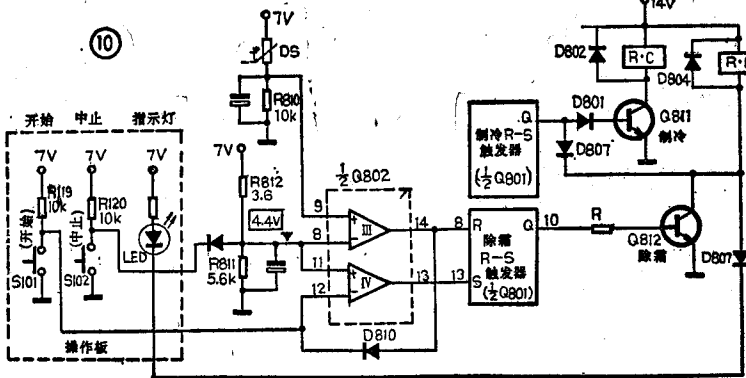 14V
7V
⑩
DS
D802
R·C
D804
R·
R810
10k
D801
Q811
制冷
开始
中止
指示灯
7V
7V
7V
7V
Q
制冷R-S
触发器
(½Q801)
D807
½Q802
R119
10k
R120
10k
R812
3.6
4.4V
(开始)
(中止)
LED
S101
S102
R811
5.6k
9
8
III
14
11
12
IV
13
8
R
Q
10
除霜
R-S
触发器
(½Q801)
13
S
R
Q812
除霜
D807
D810
操作板